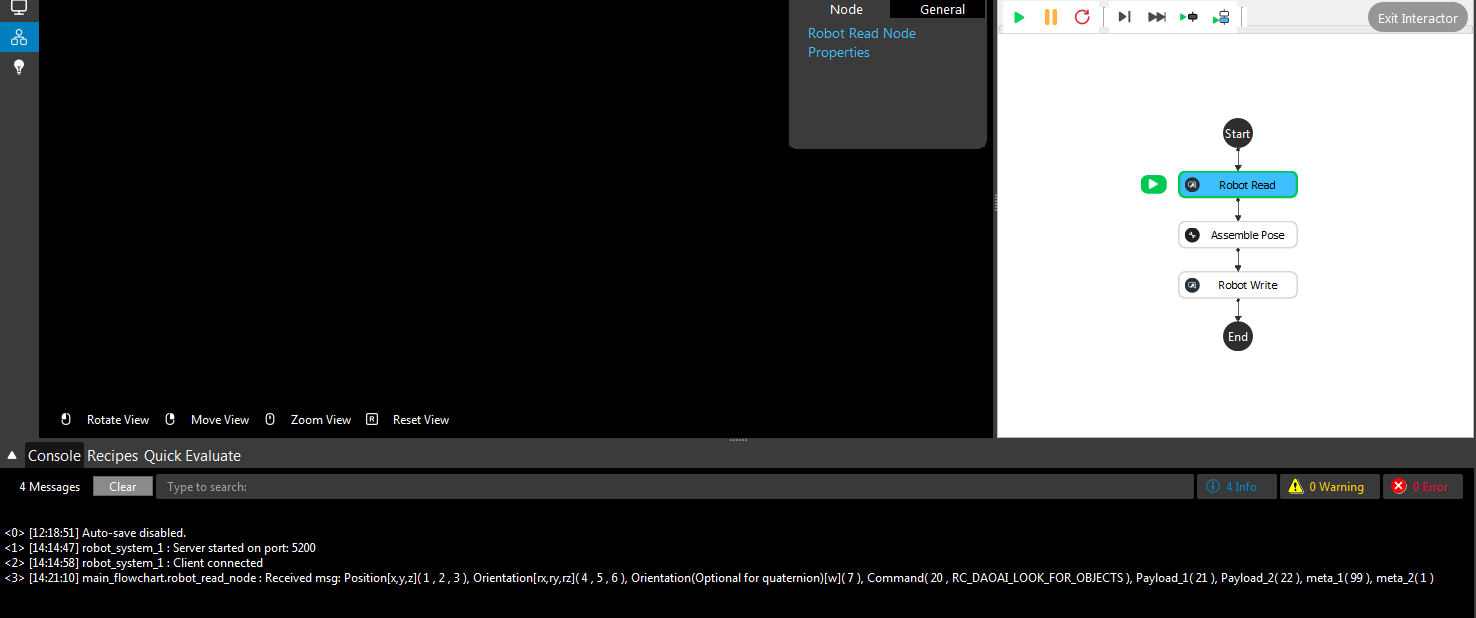 Node
General
Exit Interactor
Robot Read Node
Properties
Start
Robot Read
Assemble Pose
Robot Write
End
Rotate View
Move View
Zoom View
R
Reset View
Console Recipes Quick Evaluate
4 Messages
Clear
Type to search:
4 Info
0 Warning
0 Error
<0> [12:18:51] Auto-save disabled.
<1> [14:14:47] robot_system_1 : Server started on port: 5200
<2> [14:14:58] robot_system_1 : Client connected
<3> [14:21:10] main_flowchart.robot_read_node : Received msg: Position[x,y,z]( 1 , 2 , 3 ), Orientation[rx,ry,rz]( 4 , 5 , 6 ), Orientation(Optional for quaternion)[w]( 7 ), Command( 20 , RC_DAOAI_LOOK_FOR_OBJECTS ), Payload_1( 21 ), Payload_2( 22 ), meta_1( 99 ), meta_2( 1 )